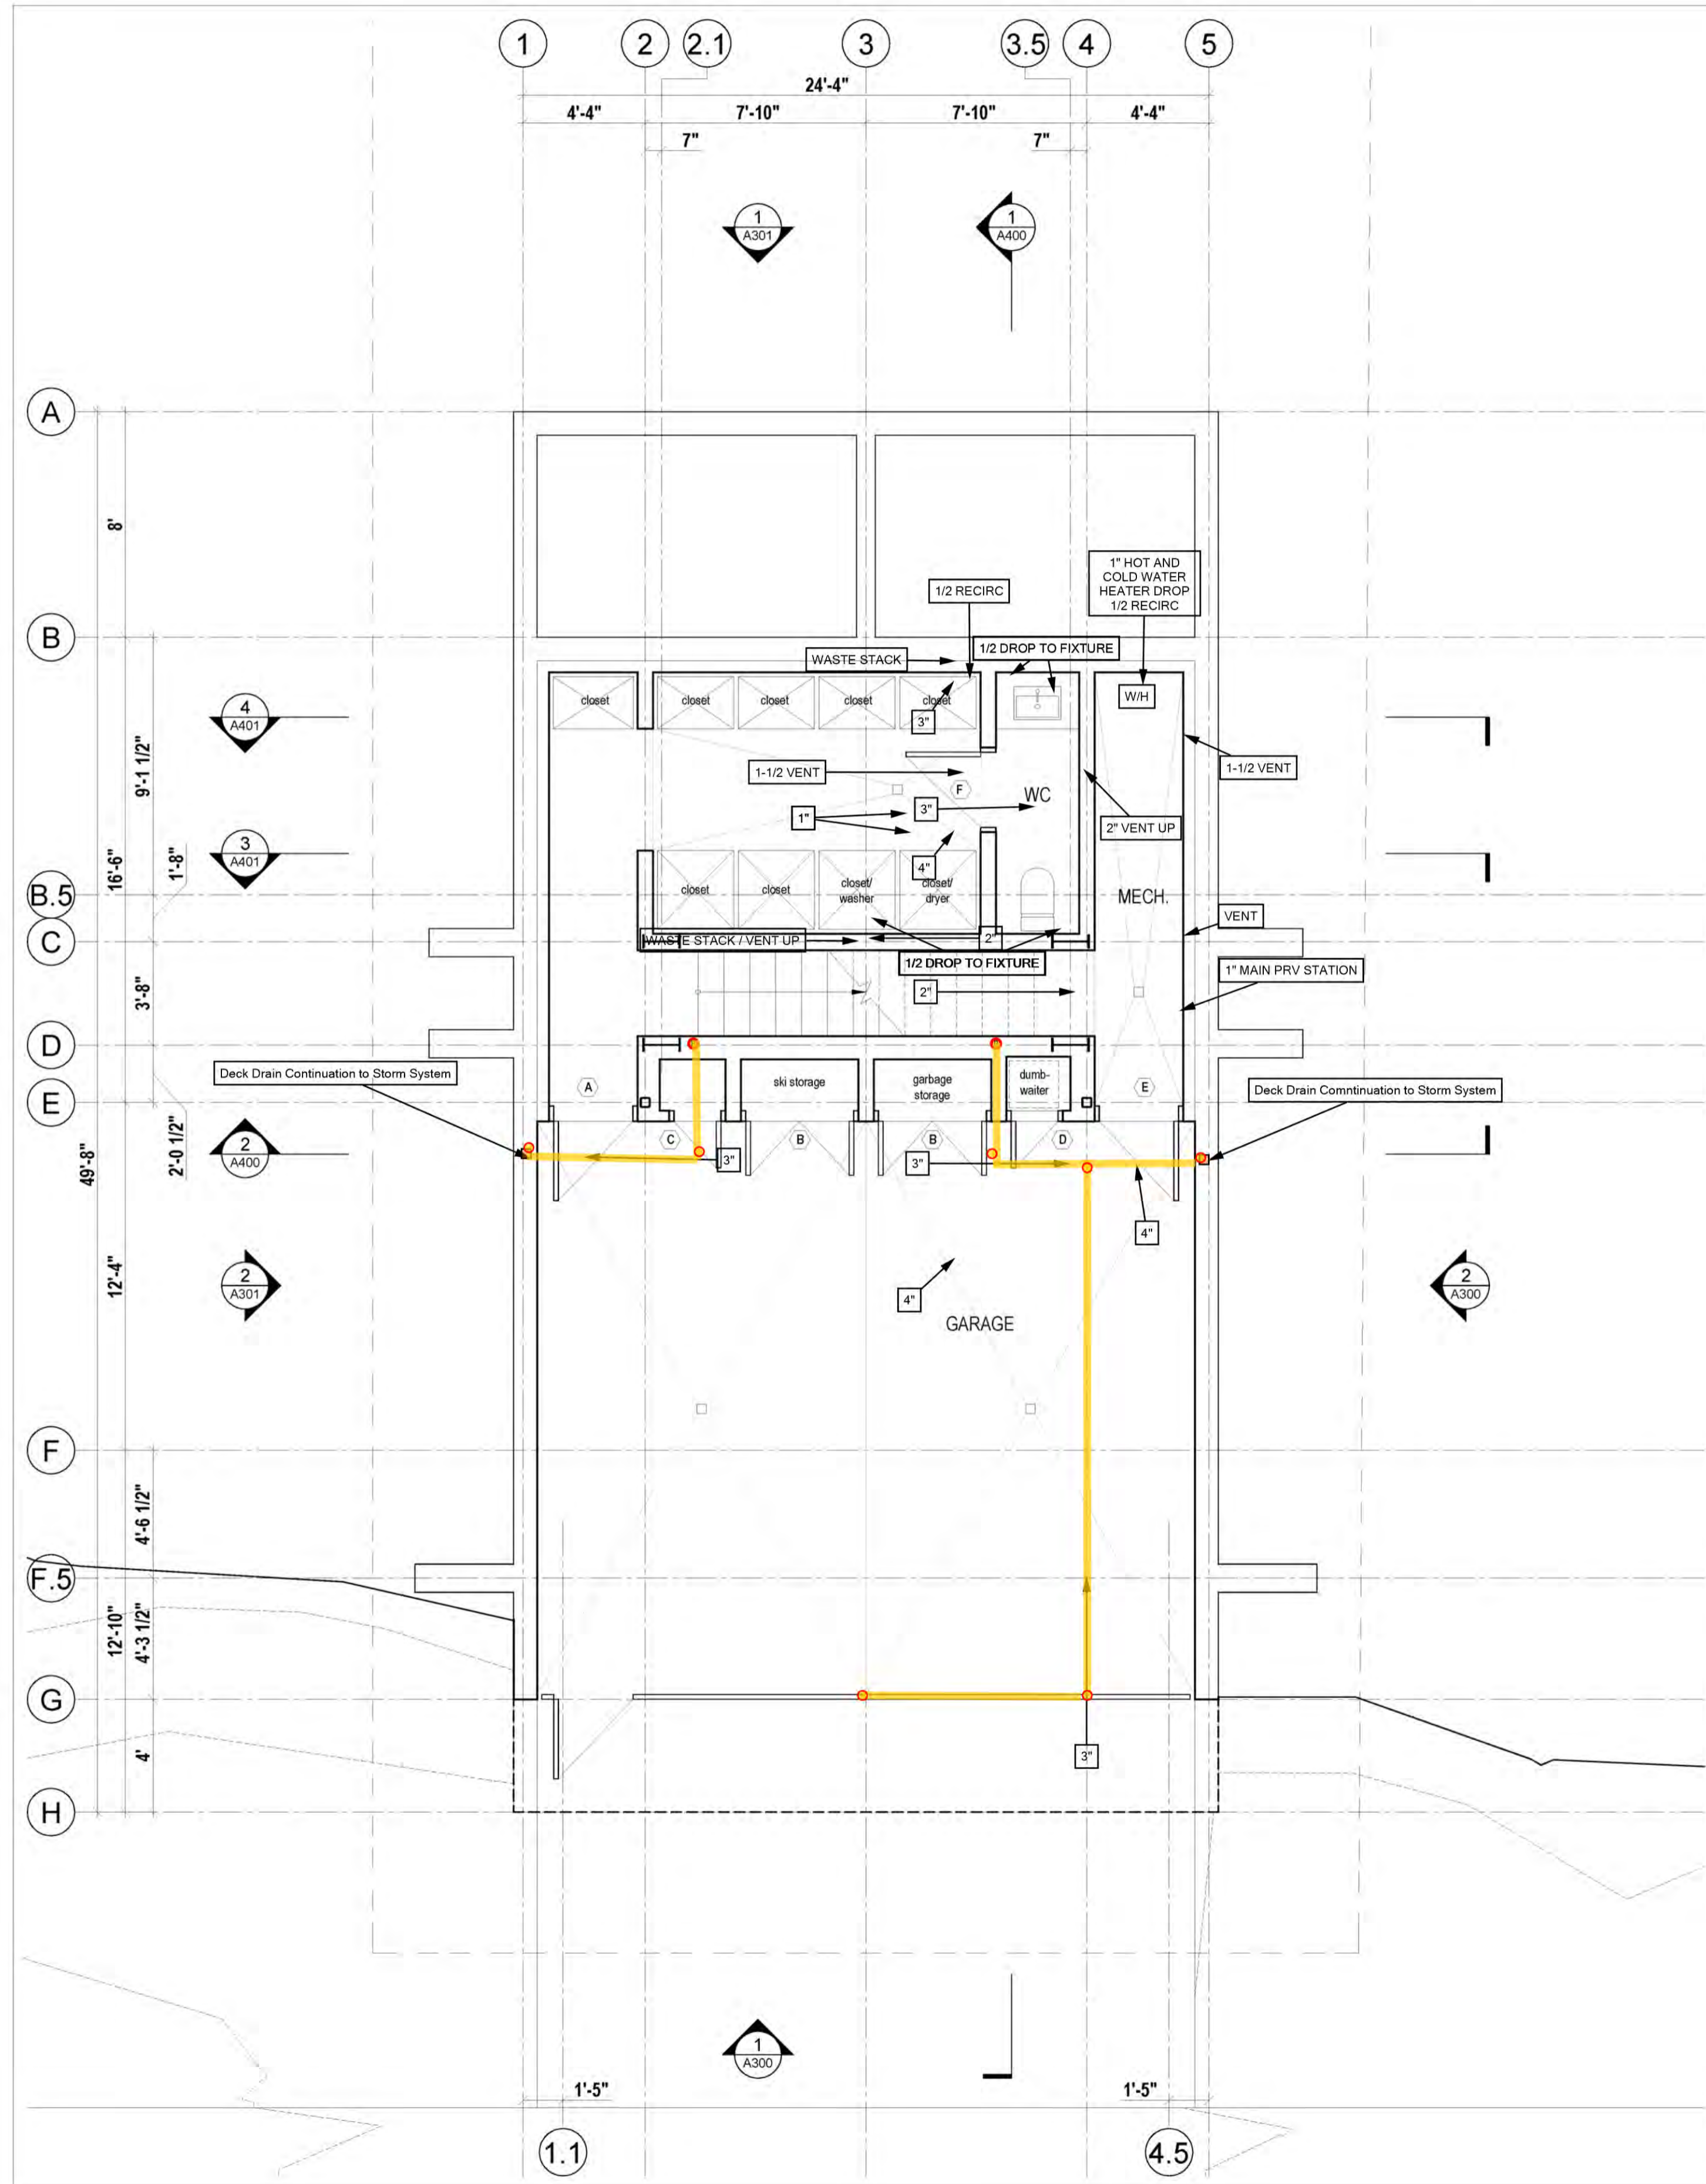 1
2
2.1
3
3.5
4
5
24'-4"
4'-4"
7'-10"
7'-10"
4'-4"
7"
7"
1
A301
1
A400
A
8'
1" HOT AND
COLD WATER
HEATER DROP
1/2 RECIRC
1/2 RECIRC
B
WASTE STACK
1/2 DROP TO FIXTURE
closet
closet
closet
closet
closet
W/H
4
A401
3"
9'-1 1/2"
1-1/2 VENT
1-1/2 VENT
F
WC
3"
1"
2" VENT UP
3
A401
16'-6"
1'-8"
4"
closet
closet
closet/
washer
closet/
dryer
B.5
MECH.
VENT
C
WASTE STACK / VENT UP
2"
1/2 DROP TO FIXTURE
1" MAIN PRV STATION
2"
3'-8"
D
Deck Drain Continuation to Storm System
ski storage
garbage
storage
dumb-
waiter
A
E
Deck Drain Comntinuation to Storm System
E
C
B
B
D
2
A400
2'-0 1/2"
49'-8"
3"
3"
4"
12'-4"
2
A301
2
A300
4"
GARAGE
F
4'-6 1/2"
F.5
12'-10"
4'-3 1/2"
G
4'
3"
H
1
A300
1'-5"
1'-5"
1.1
4.5